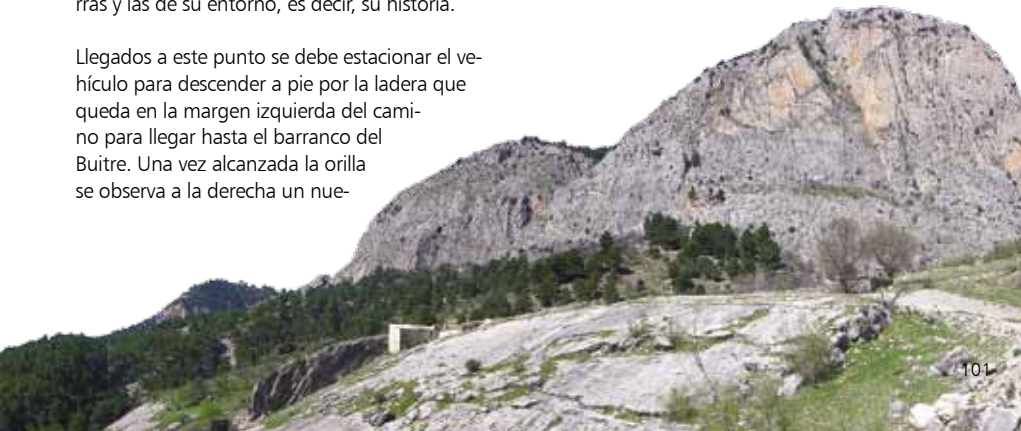 rras y las de su entorno, es decir, su historia.
Llegados a este punto se debe estacionar el ve-
hículo para descender a pie por la ladera que
queda en la margen izquierda del cami-
no para llegar hasta el barranco del
Buitre. Una vez alcanzada la orilla
se observa a la derecha un nue-
101